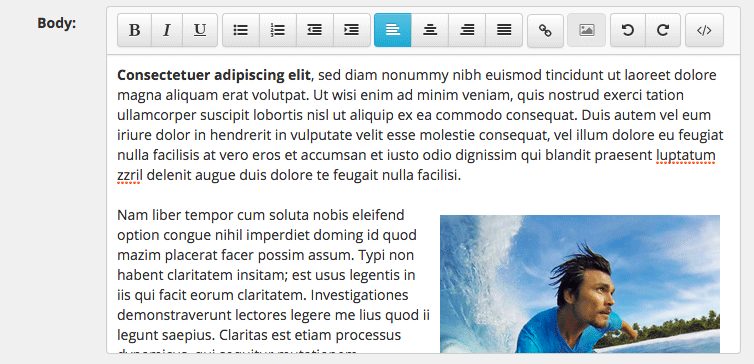 Body:
B I U
Consectetuer adipiscing elit, sed diam nonummy nibh euismod tincidunt ut laoreet dolore
magna aliquam erat volutpat. Ut wisi enim ad minim veniam, quis nostrud exerci tation
ullamcorper suscipit lobortis nisl ut aliquip ex ea commodo consequat. Duis autem vel eum
iriure dolor in hendrerit in vulputate velit esse molestie consequat, vel illum dolore eu feugiat
nulla facilisis at vero eros et accumsan et iusto odio dignissim qui blandit praesent luptatum
zzril delenit augue duis dolore te feugait nulla facilisi.
Nam liber tempor cum soluta nobis eleifend
option congue nihil imperdiet doming id quod
mazim placerat facer possim assum. Typi non
habent claritatem insitam; est usus legentis in
iis qui facit eorum claritatem. Investigationes
demonstraverunt lectores legere me lius quod ii
legunt saepius. Claritas est etiam processus